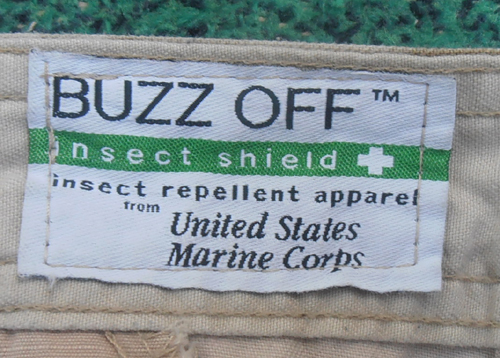 BUZZ OFF™
insect shield
insect repellent apparel
from United States
Marine Corps